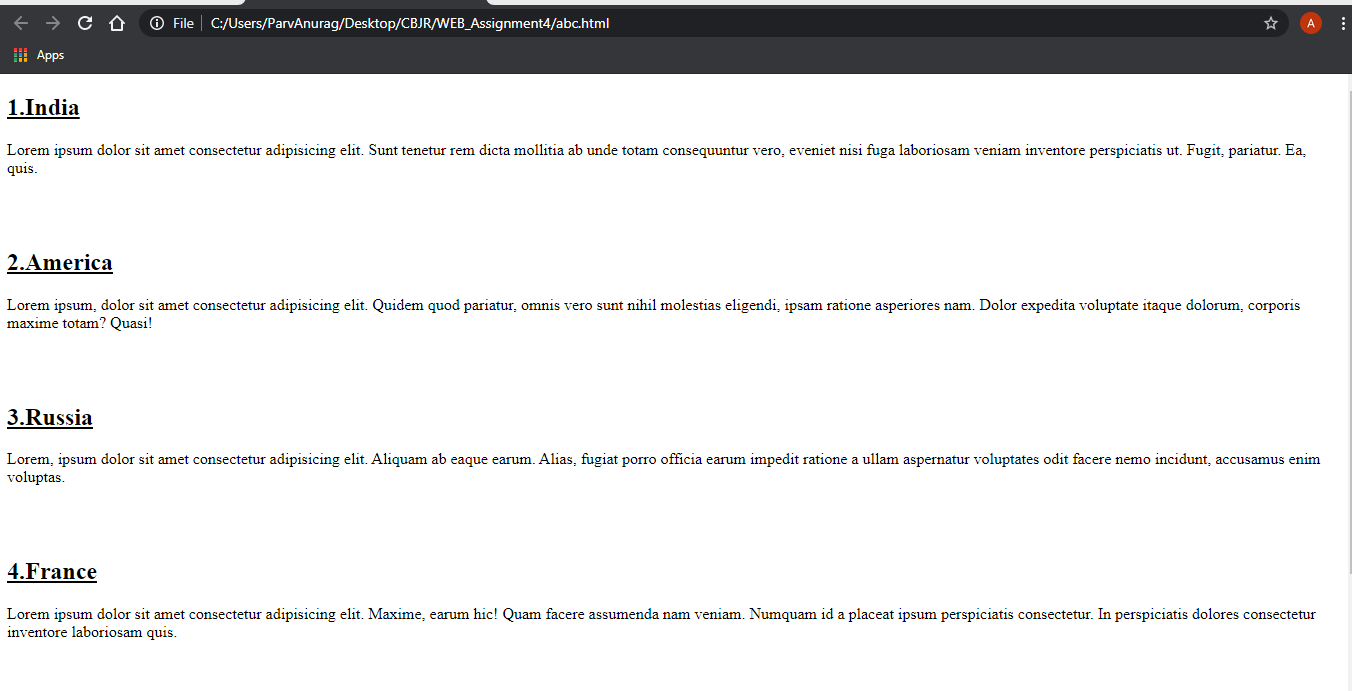 File C:/Users/ParvAnurag/Desktop/CBJR/WEB_Assignment4/abc.html A
Apps
1.India
Lorem ipsum dolor sit amet consectetur adipisicing elit. Sunt tenetur rem dicta mollitia ab unde totam consequuntur vero, eveniet nisi fuga laboriosam veniam inventore perspiciatis ut. Fugit, pariatur. Ea,
quis.
2.America
Lorem ipsum, dolor sit amet consectetur adipisicing elit. Quidem quod pariatur, omnis vero sunt nihil molestias eligendi, ipsam ratione asperiores nam. Dolor expedita voluptate itaque dolorum, corporis
maxime totam? Quasi!
3.Russia
Lorem, ipsum dolor sit amet consectetur adipisicing elit. Aliquam ab eaque earum. Alias, fugiat porro officia earum impedit ratione a ullam aspernatur voluptates odit facere nemo incidunt, accusamus enim
voluptas.
4.France
Lorem ipsum dolor sit amet consectetur adipisicing elit. Maxime, earum hic! Quam facere assumenda nam veniam. Numquam id a placeat ipsum perspiciatis consectetur. In perspiciatis dolores consectetur
inventore laboriosam quis.